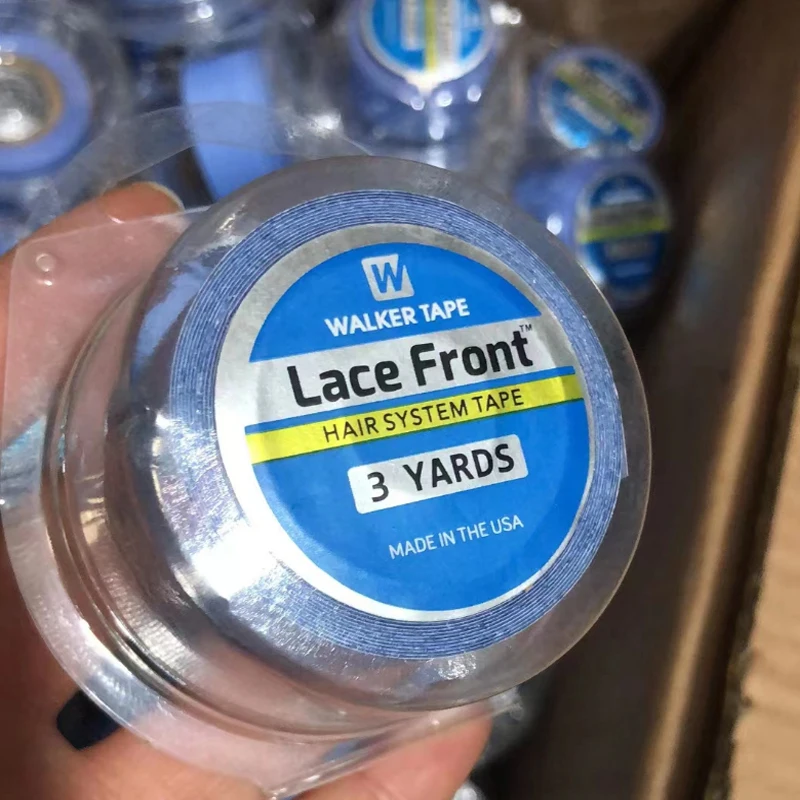 W
WALKER TAPE
Lace Front™
HAIR SYSTEM TAPE
3 YARDS
MADE IN THE USA